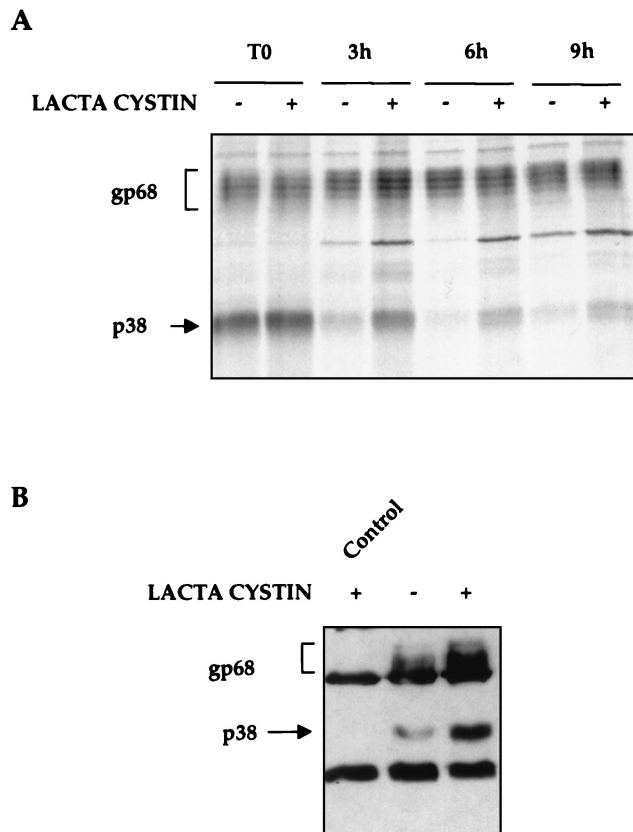 A
T0 3h 6h 9h
LACTA CYSTIN - + - + - + - +
gp68
p38
B
Control
LACTA CYSTIN + - +
gp68
p38